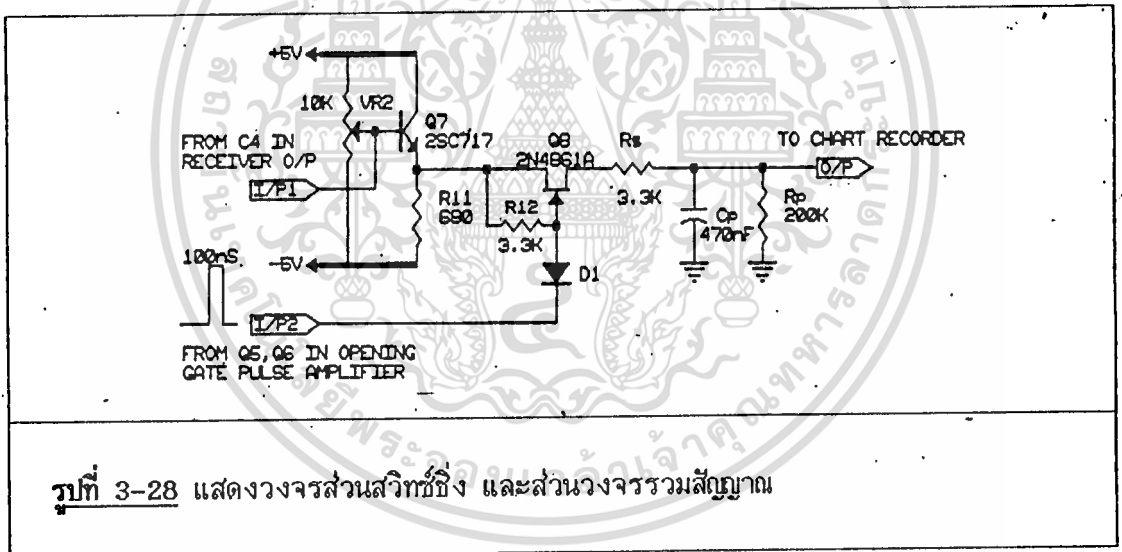 +6V
10K VR2
Q7
2SC717
Q8
2N4861A
Rs
3.3K
TO CHART RECORDER
O/P
FROM C4 IN
RECEIVER O/P
I/P1
R11
680
R12
3.3K
Cp
470nF
Rp
200K
-6V
100nS
D1
I/P2
FROM Q5,Q6 IN OPENING
GATE PULSE AMPLIFIER
รูปที่ 3-28 แสดงวงจรส่วนสวิทช์ชิ่ง และส่วนวงจรรวมสัญญาณ